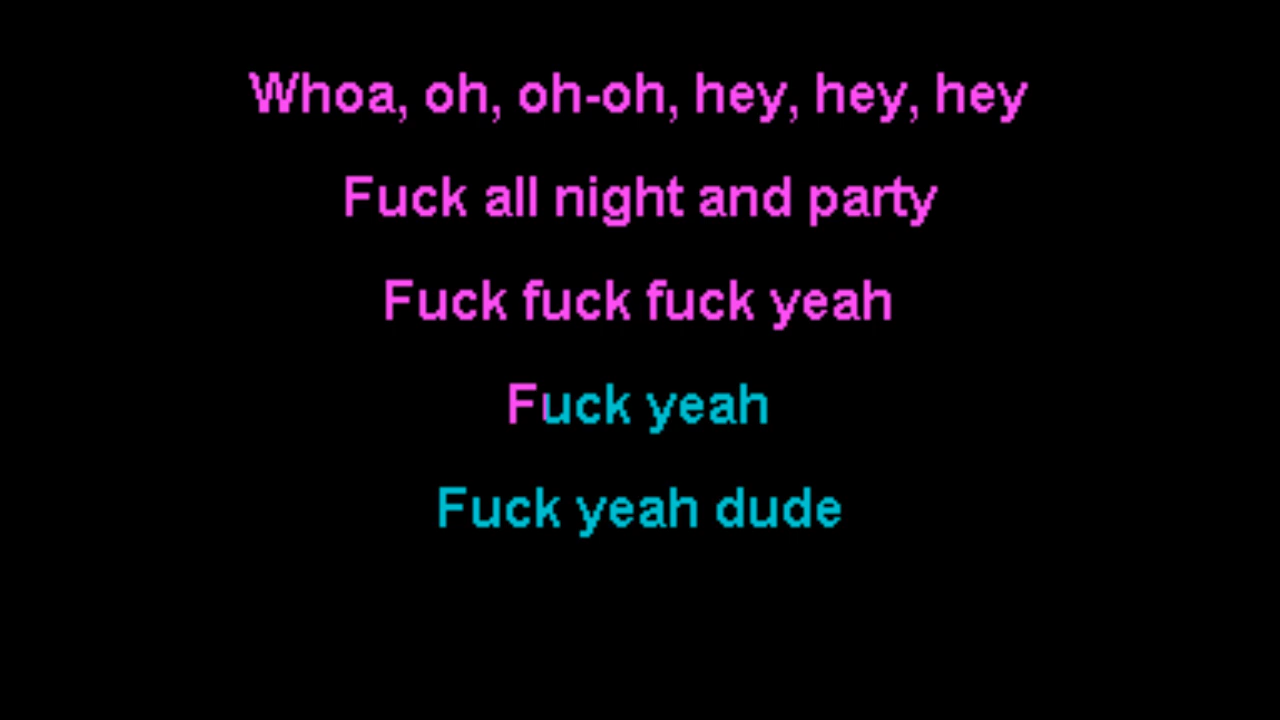 Whoa, oh, oh-oh, hey, hey, hey
Fuck all night and party
Fuck fuck fuck yeah
Fuck yeah
Fuck yeah dude